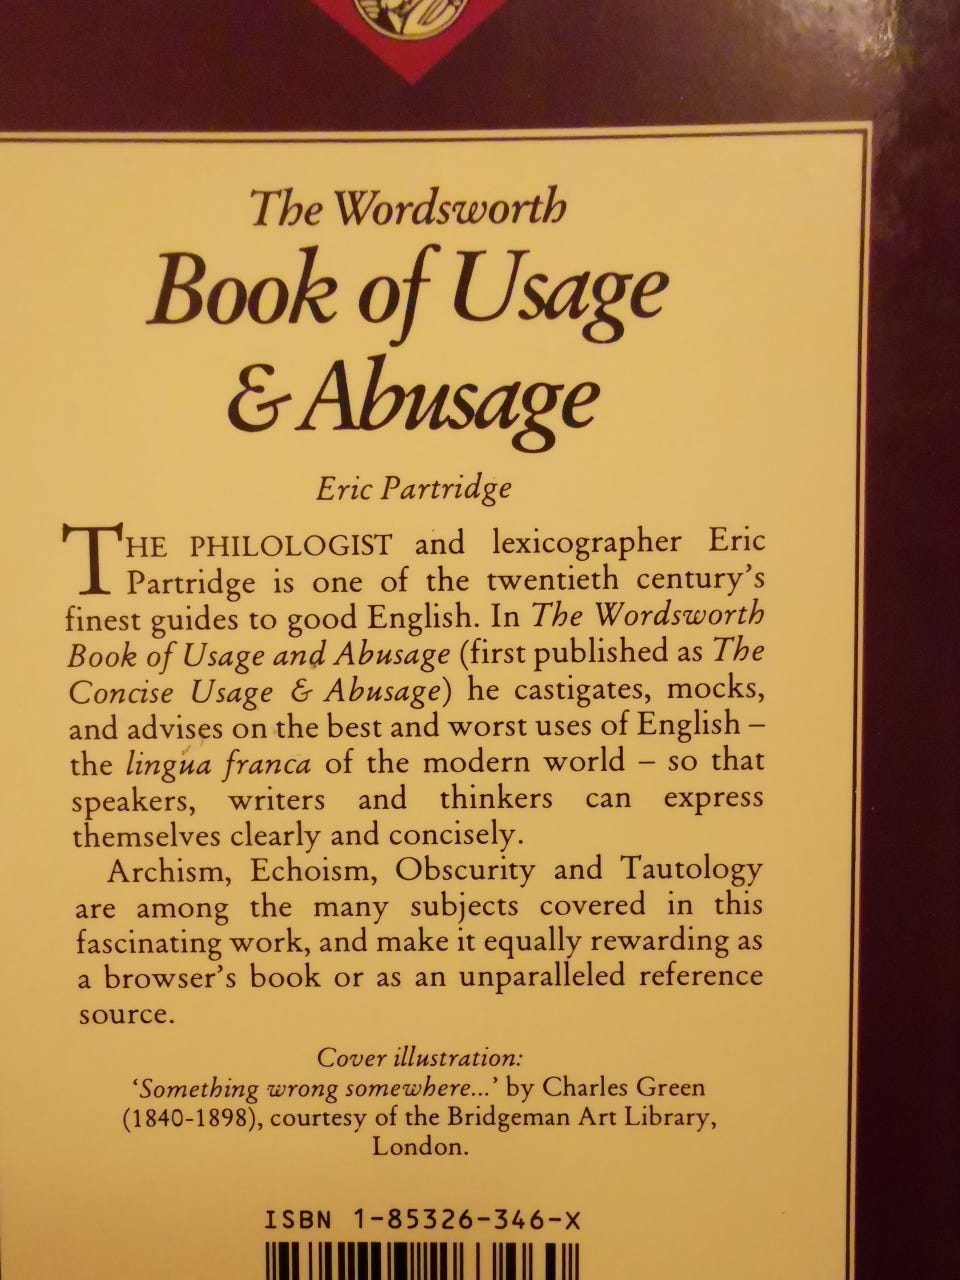 The Wordsworth
Book of Usage
& Abusage
Eric Partridge
THE PHILOLOGIST and lexicographer Eric
Partridge is one of the twentieth century's
finest guides to good English. In The Wordsworth
Book of Usage and Abusage (first published as The
Concise Usage & Abusage) he castigates, mocks,
and advises on the best and worst uses of English –
the lingua franca of the modern world – so that
speakers, writers and thinkers can express
themselves clearly and concisely.
Archism, Echoism, Obscurity and Tautology
are among the many subjects covered in this
fascinating work, and make it equally rewarding as
a browser's book or as an unparalleled reference
source.
Cover illustration:
‘Something wrong somewhere...’ by Charles Green
(1840-1898), courtesy of the Bridgeman Art Library,
London.
ISBN 1-85326-346-X